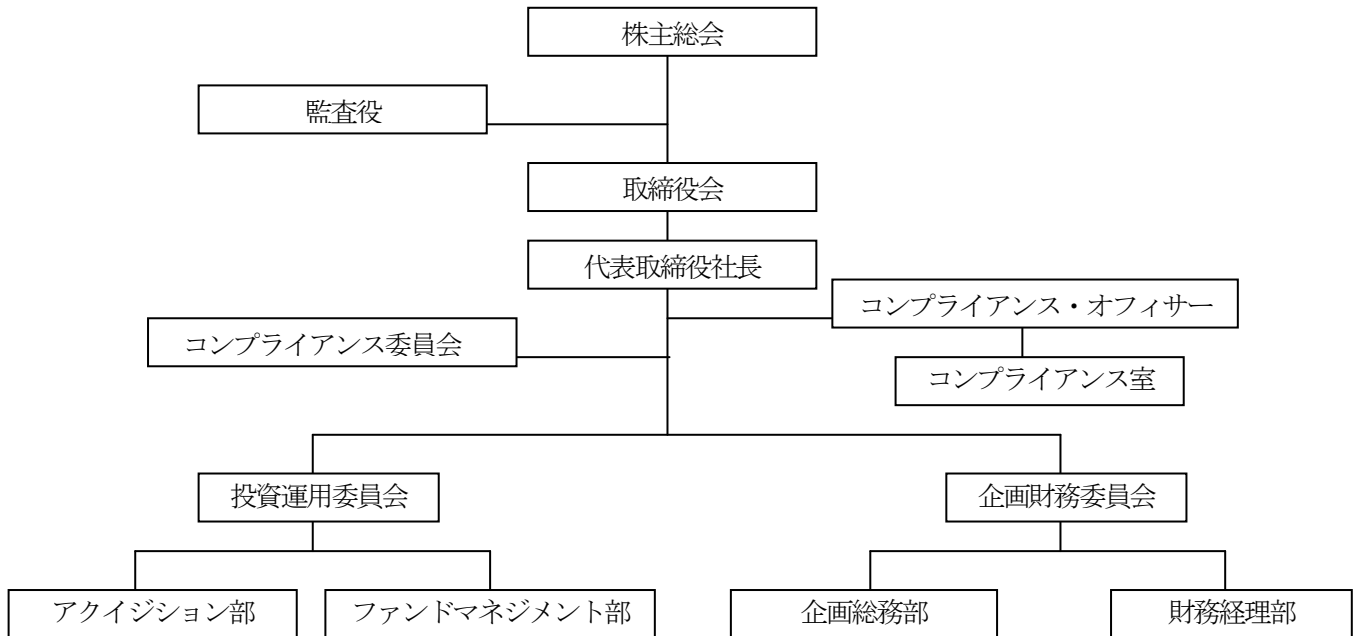 株主総会
監査役
取締役会
代表取締役社長
コンプライアンス・オフィサー
コンプライアンス委員会
コンプライアンス室
投資運用委員会
企画財務委員会
アクイジション部
ファンドマネジメント部
企画総務部
財務経理部